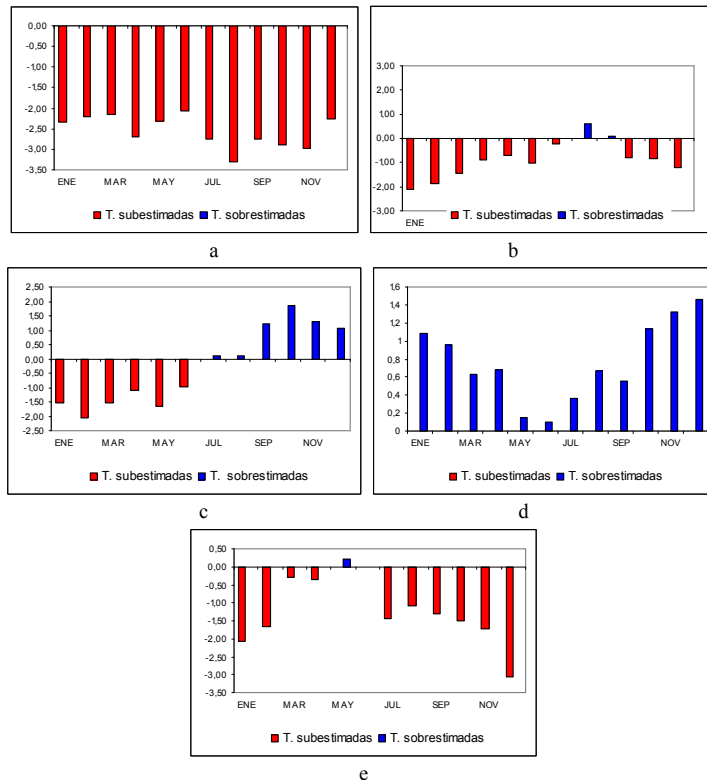 0,00
-0,50
-1,00
-1,50
-2,00
-2,50
-3,00
-3,50
ENE MAR MAY JUL SEP NOV
T. subestimadas T. sobrestimadas
a
3,00
2,00
1,00
0,00
-1,00
-2,00
-3,00
ENE
T. subestimadas T. sobrestimadas
b
2,50
2,00
1,50
1,00
0,50
0,00
-0,50
-1,00
-1,50
-2,00
-2,50
ENE MAR MAY JUL SEP NOV
T. subestimadas T. sobrestimadas
c
1,6
1,4
1,2
1
0,8
0,6
0,4
0,2
0
ENE MAR MAY JUL SEP NOV
T. subestimadas T. sobrestimadas
d
0,50
0,00
-0,50
-1,00
-1,50
-2,00
-2,50
-3,00
-3,50
ENE MAR MAY JUL SEP NOV
T. subestimadas T. sobrestimadas
e